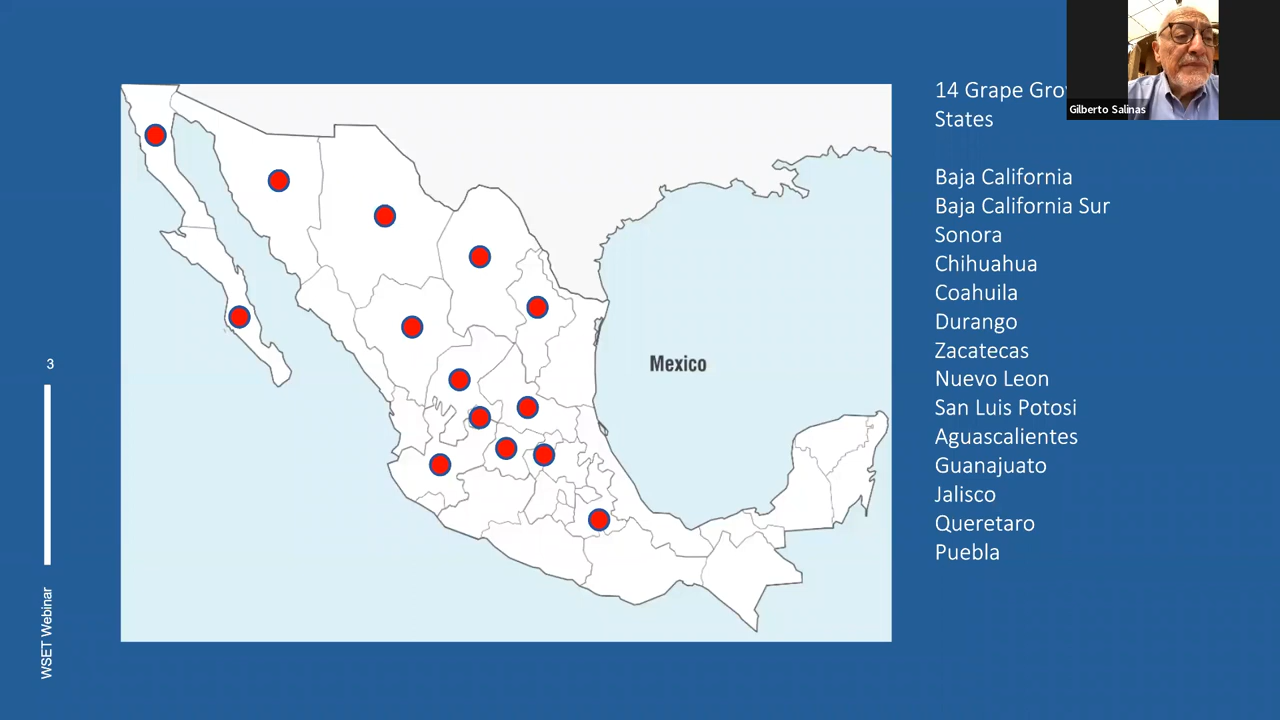 14 Grape
States
Baja California
Baja California Sur
Sonora
Chihuahua
Coahuila
Durango
Zacatecas
Nuevo Leon
San Luis Potosi
Aguascalientes
Guanajuato
Jalisco
Queretaro
Puebla
Mexico
Gilberto Salinas
3
WSET Webinar